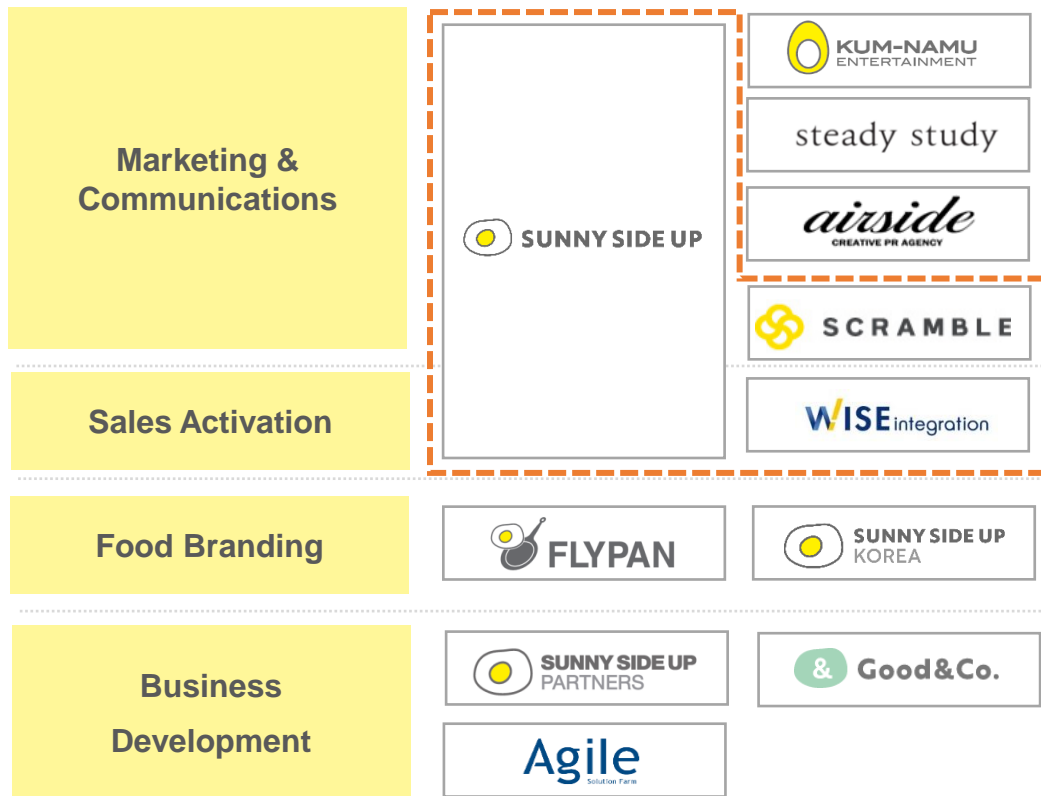 Marketing &
Communications
SUNNY SIDE UP
KUM-NAMU
ENTERTAINMENT
steady study
airside
CREATIVE PR AGENCY
SCRAMBLE
Sales Activation
WISE integration
Food Branding
FLYPAN
SUNNY SIDE UP
KOREA
Business
Development
SUNNY SIDE UP
PARTNERS
& Good&Co.
Agile
Solution Farm